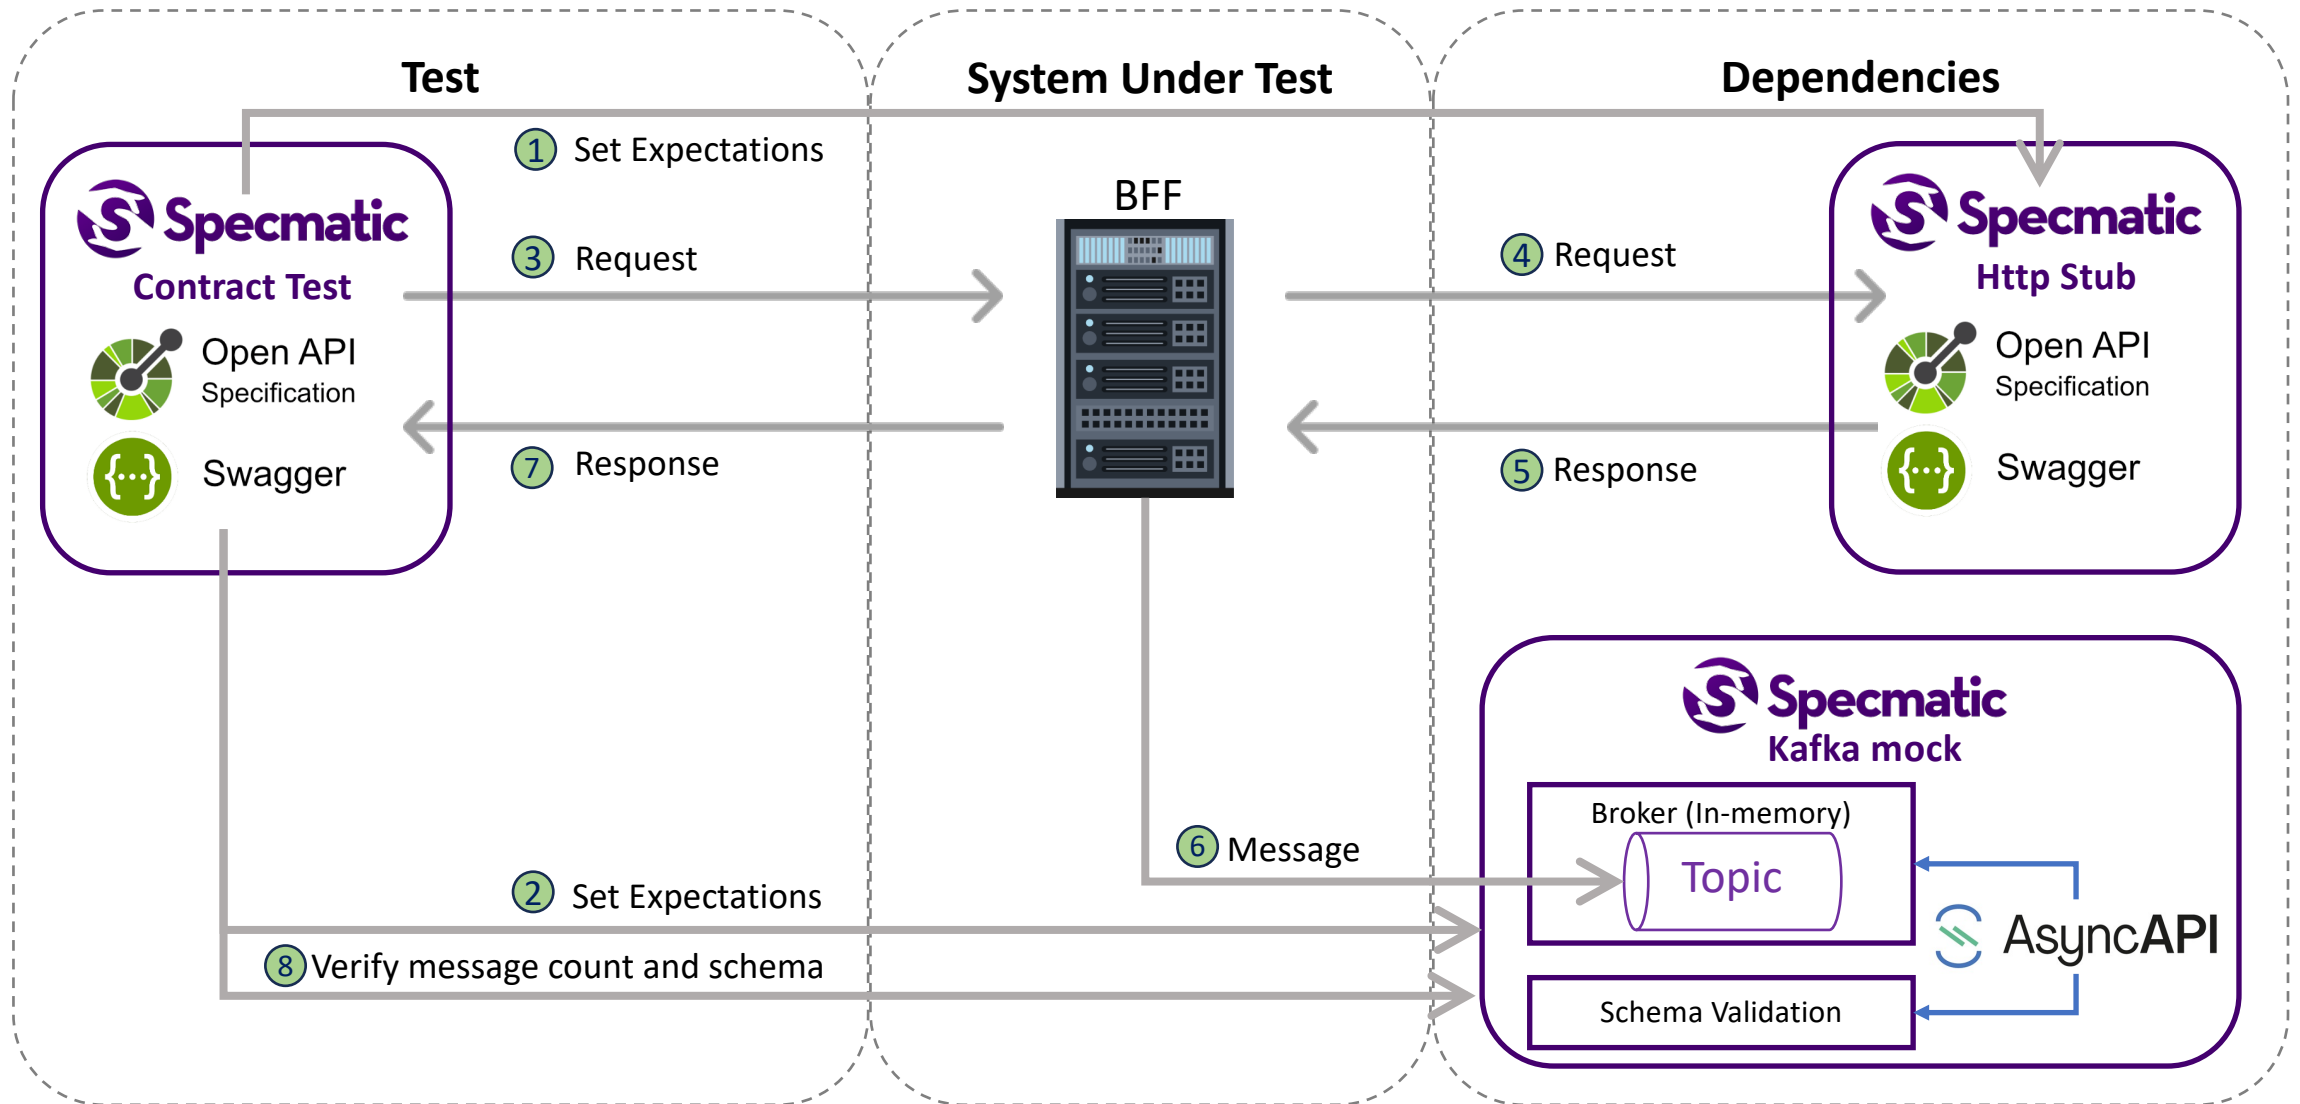 Test
System Under Test
Dependencies
1 Set Expectations
Specmatic
Contract Test
Open API
Specification
{···} Swagger
3 Request
7 Response
BFF
4 Request
5 Response
Specmatic
Http Stub
Open API
Specification
{···} Swagger
6 Message
2 Set Expectations
8 Verify message count and schema
Specmatic
Kafka mock
Broker (In-memory)
Topic
AsyncAPI
Schema Validation